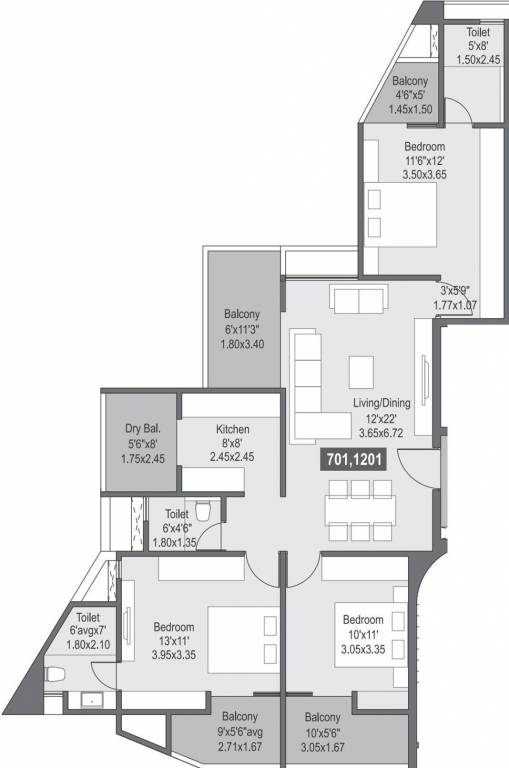 Toilet
5'x8'
1.50x2.45
Balcony
4'6"x5'
1.45x1.50
Bedroom
11'6"x12'
3.50x3.65
3'x5'9"
1.77x1.07
Balcony
6'x11'3"
1.80x3.40
Living/Dining
12'x22'
3.65x6.72
Dry Bal.
5'6"x8'
1.75x2.45
Kitchen
8'x8'
2.45x2.45
701,1201
Toilet
6'x4'6"
1.80x1.35
Toilet
6'avgx7'
1.80x2.10
Bedroom
13'x11'
3.95x3.35
Bedroom
10'x11'
3.05x3.35
Balcony
9'x5'6"avg
2.71x1.67
Balcony
10'x5'6"
3.05x1.67